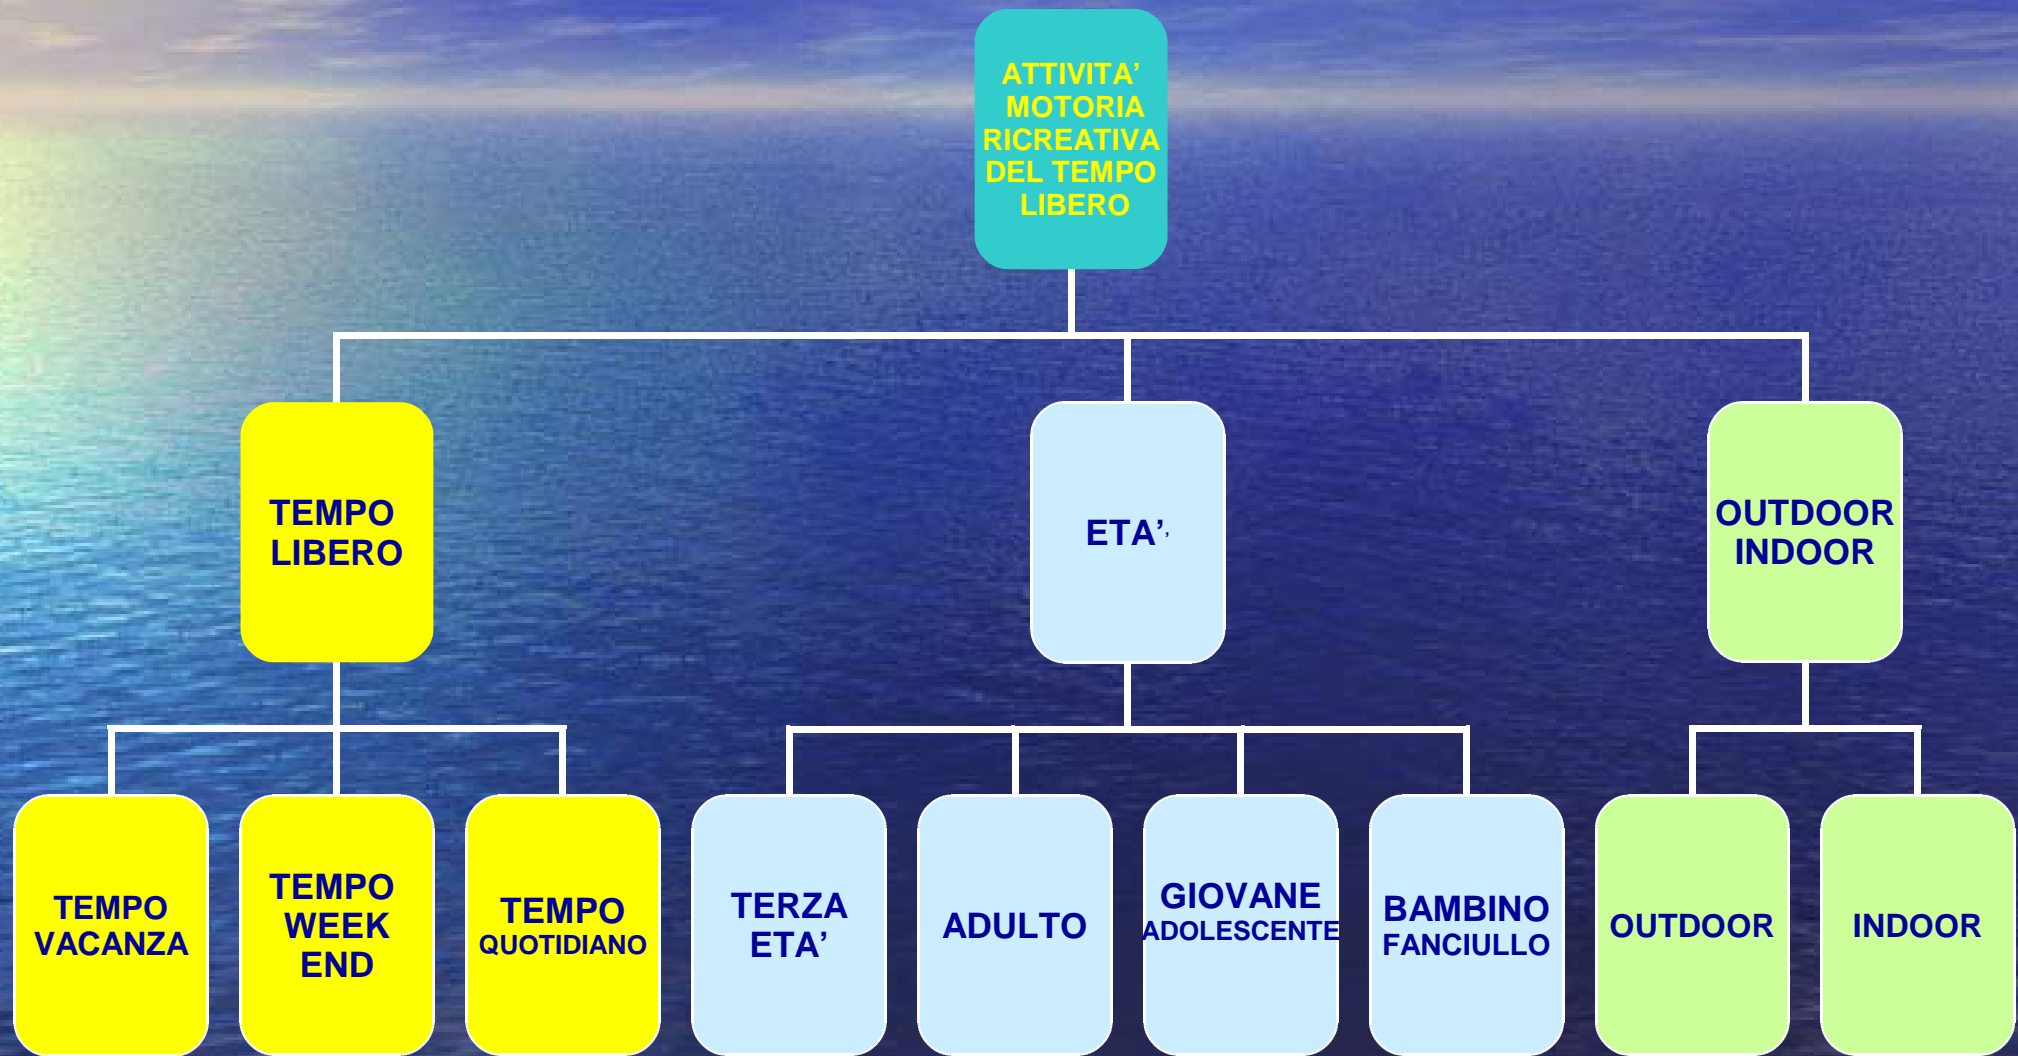 ATTIVITA’
MOTORIA
RICREATIVA
DEL TEMPO
LIBERO
TEMPO
LIBERO
ETA’,
OUTDOOR
INDOOR
TEMPO
VACANZA
TEMPO
WEEK
END
TEMPO
QUOTIDIANO
TERZA
ETA’
ADULTO
GIOVANE
ADOLESCENTE
BAMBINO
FANCIULLO
OUTDOOR
INDOOR